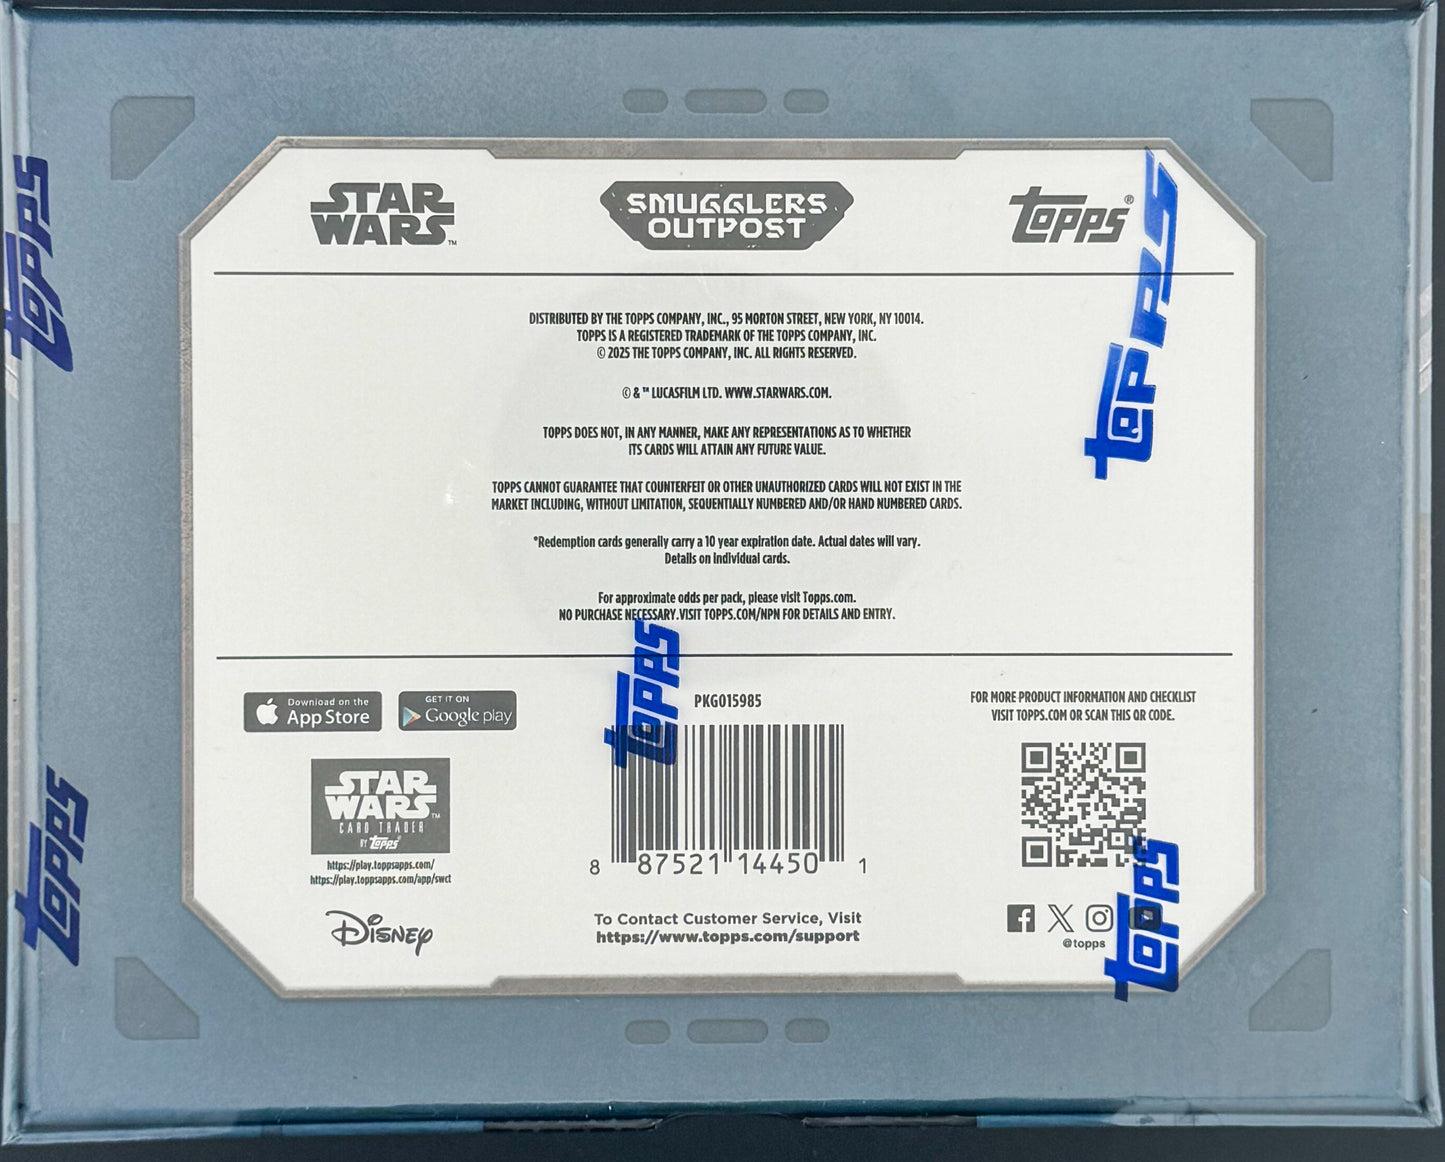 STAR WARS™
SMUGGLERS
OUTPOST
Topps®
DISTRIBUTED BY THE TOPPS COMPANY, INC., 95 MORTON STREET, NEW YORK, NY 10014.
TOPPS IS A REGISTERED TRADEMARK OF THE TOPPS COMPANY, INC.
© 2025 THE TOPPS COMPANY, INC. ALL RIGHTS RESERVED.
© & ™ LUCASFILM LTD. WWW.STARWARS.COM.
TOPPS DOES NOT, IN ANY MANNER, MAKE ANY REPRESENTATIONS AS TO WHETHER
ITS CARDS WILL ATTAIN ANY FUTURE VALUE.
TOPPS CANNOT GUARANTEE THAT COUNTERFEIT OR OTHER UNAUTHORIZED CARDS WILL NOT EXIST IN THE
MARKET INCLUDING, WITHOUT LIMITATION, SEQUENTIALLY NUMBERED AND/OR HAND NUMBERED CARDS.
*Redemption cards generally carry a 10 year expiration date. Actual dates will vary.
Details on individual cards.
For approximate odds per pack, please visit Topps.com.
NO PURCHASE NECESSARY. VISIT TOPPS.COM/NPN FOR DETAILS AND ENTRY.
Download on the
App Store
GET IT ON
Google play
STAR
WARS™
CARD TRADER
BY Topps®
https://play.toppsapps.com/
https://play.toppsapps.com/app/swct
Disney
PKG015985
8 87521 14450 1
To Contact Customer Service, Visit
https://www.topps.com/support
FOR MORE PRODUCT INFORMATION AND CHECKLIST
VISIT TOPPS.COM OR SCAN THIS QR CODE.
@topps
Topps
Topps
Topps
Topps
Topps